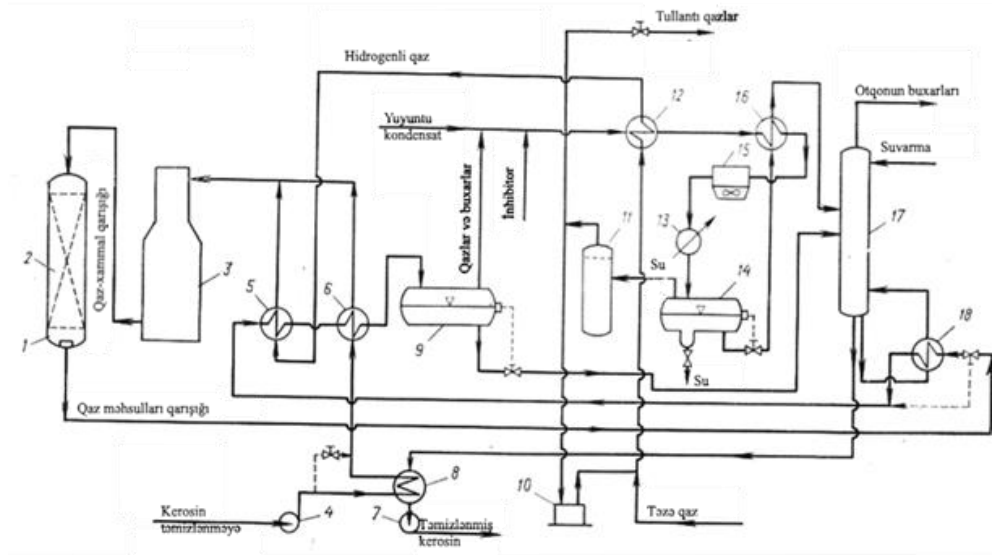 Tullantı qazlar
Hidrogenli qaz
12
16
Otqonun buxarları
Yuyuntu
kondensat
15
Suvarma
Qaz-xammal qarışığı
Qazlar və buxarlar
İnhibitor
2
3
11
13
17
Su
14
5
6
18
1
9
Su
Qaz məhsulları qarışığı
8
10
Kerosin
təmizlənməyə
4
7
Təmizlənmiş
kerosin
Təzə qaz